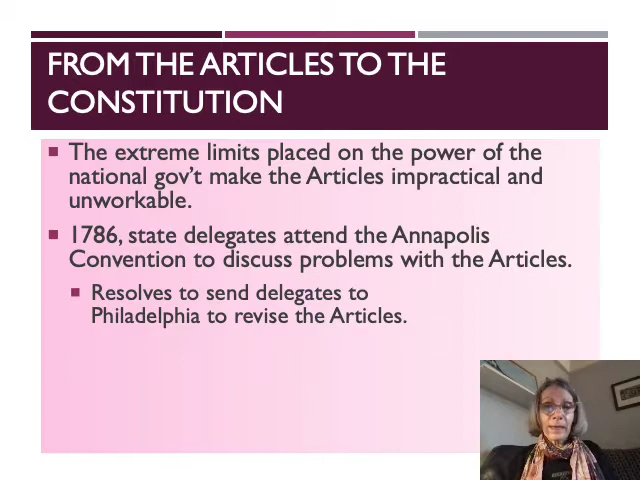 FROM THE ARTICLES TO THE
CONSTITUTION
The extreme limits placed on the power of the
national gov't make the Articles impractical and
unworkable.
1786, state delegates attend the Annapolis
Convention to discuss problems with the Articles.
Resolves to send delegates to
Philadelphia to revise the Articles.